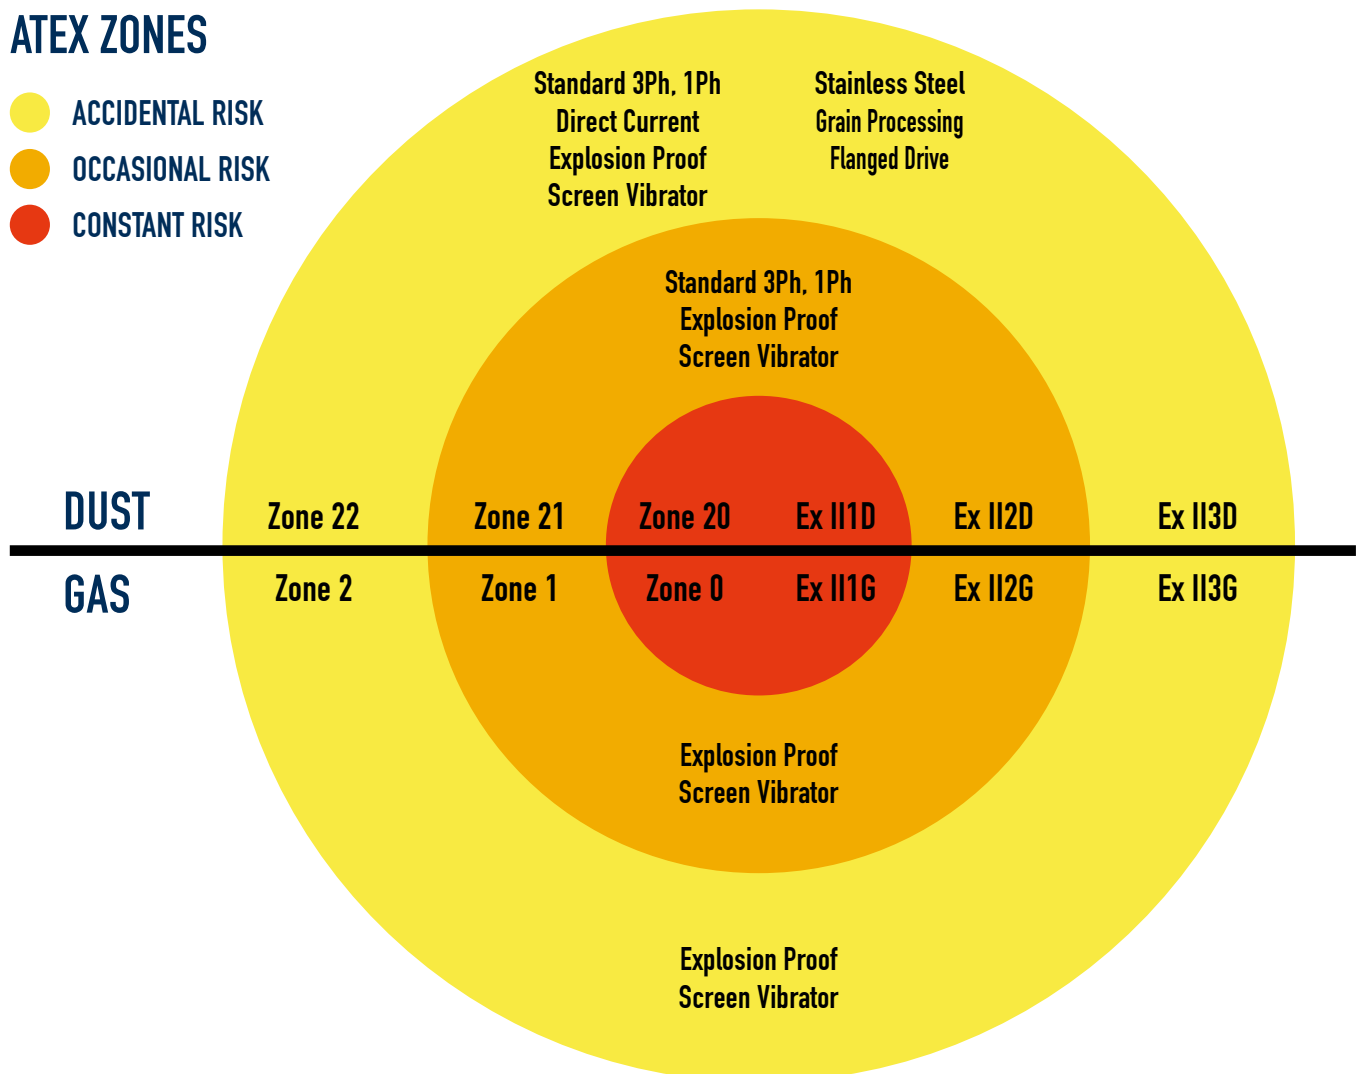 ATEX ZONES
ACCIDENTAL RISK
OCCASIONAL RISK
CONSTANT RISK
Standard 3Ph, 1Ph
Direct Current
Explosion Proof
Screen Vibrator
Stainless Steel
Grain Processing
Flanged Drive
Standard 3Ph, 1Ph
Explosion Proof
Screen Vibrator
DUST Zone 22 Zone 21 Zone 20 Ex II1D Ex II2D Ex II3D
GAS Zone 2 Zone 1 Zone 0 Ex II1G Ex II2G Ex II3G
Explosion Proof
Screen Vibrator
Explosion Proof
Screen Vibrator